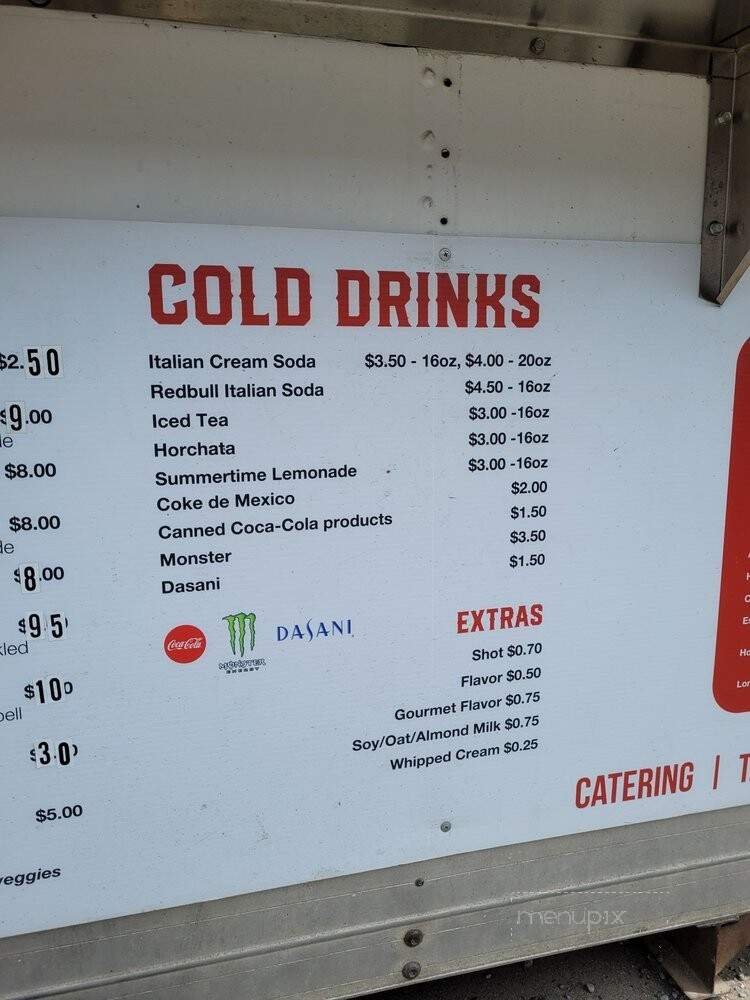 COLD DRINKS
Italian Cream Soda $3.50 - 16oz, $4.00 - 20oz
Redbull Italian Soda $4.50 - 16oz
Iced Tea $3.00 -16oz
Horchata $3.00 -16oz
Summertime Lemonade $3.00 -16oz
Coke de Mexico $2.00
Canned Coca-Cola products $1.50
Monster $3.50
Dasani $1.50
Coca-Cola
MONSTER
ENERGY
DASANI
EXTRAS
Shot $0.70
Flavor $0.50
Gourmet Flavor $0.75
Soy/Oat/Almond Milk $0.75
Whipped Cream $0.25
$2.50
$9.00
$8.00
$8.00
$8.00
$9.5
$10
$3.0
$5.00
veggies
CATERING |
menupix